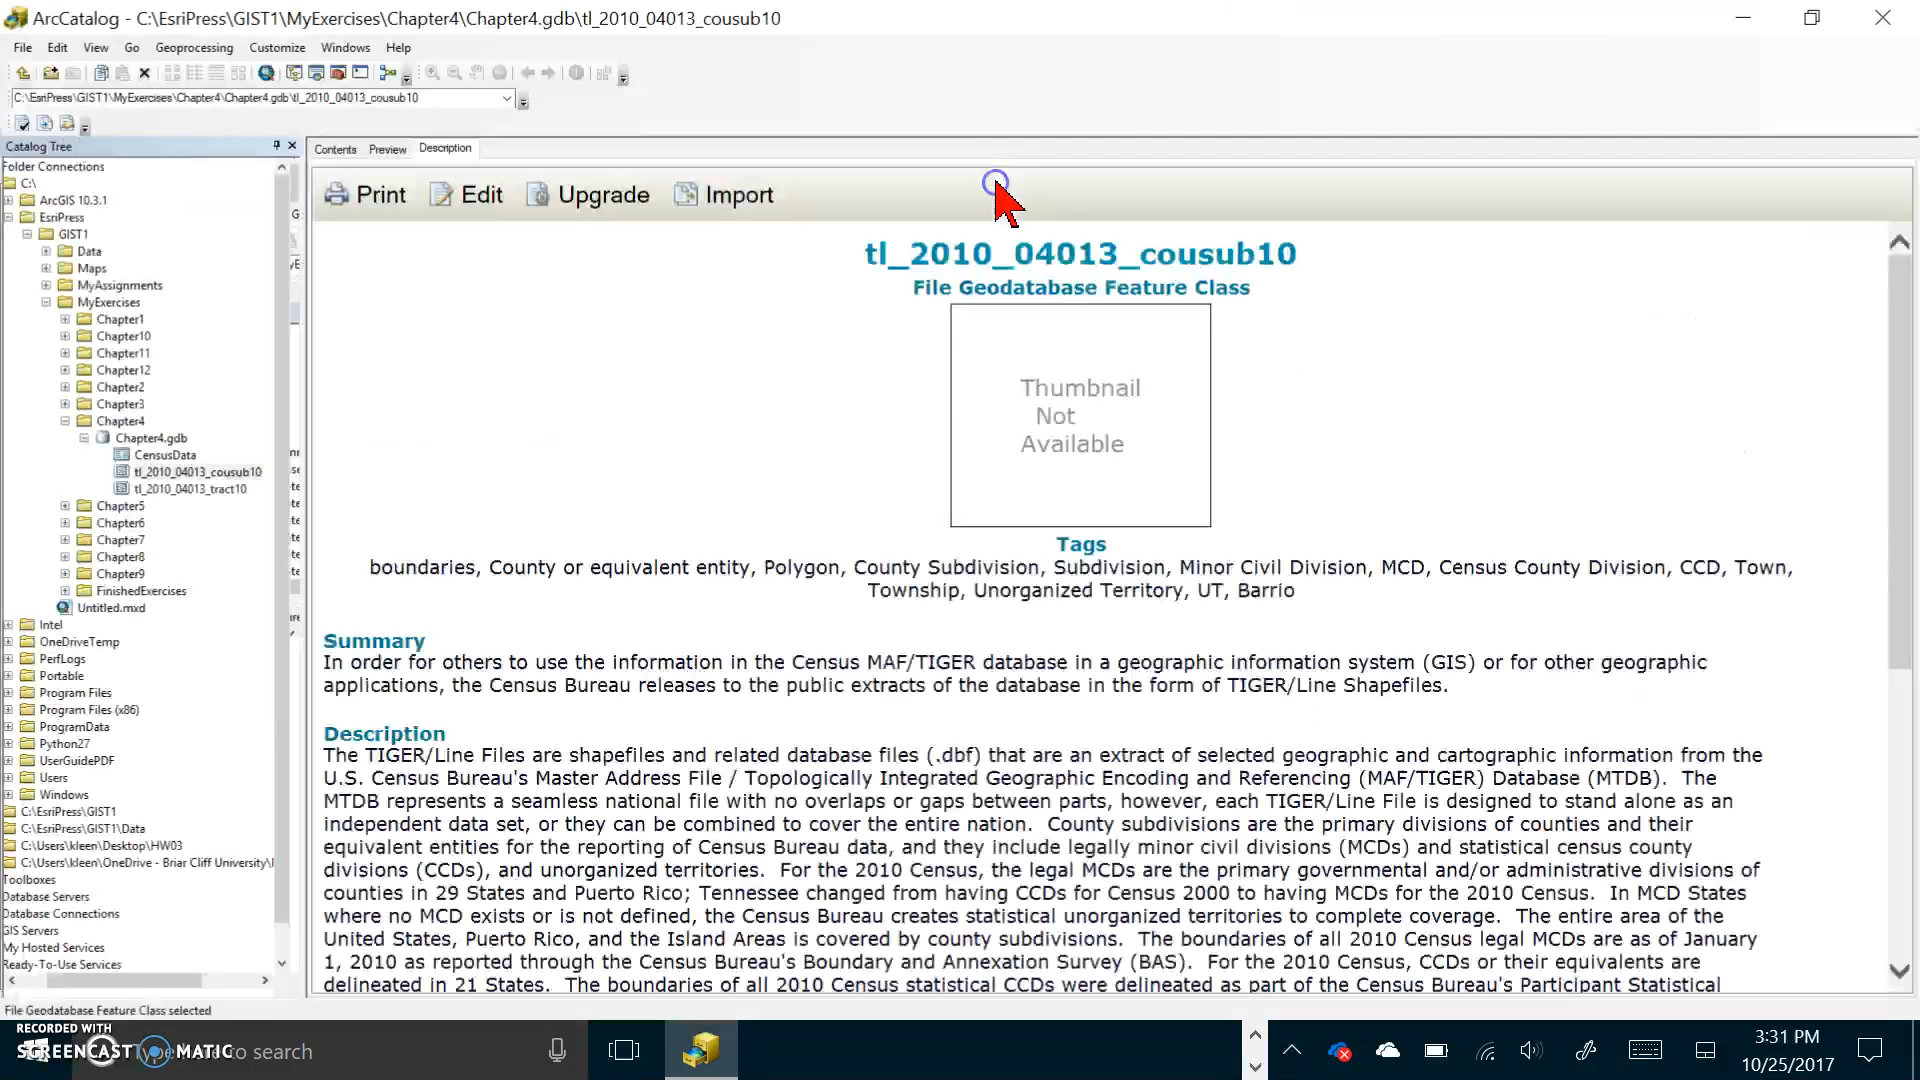 ArcCatalog - C:\EsriPress\GIST1\MyExercises\Chapter4\Chapter4.gdb\tl_2010_04013_cousub10
File Edit View Go Geoprocessing Customize Windows Help
C:\EsriPress\GIST1\MyExercises\Chapter4\Chapter4.gdb\tl_2010_04013_cousub10
Catalog Tree
Contents Preview Description
Folder Connections
C:\
ArcGIS 10.3.1
EsriPress
GIST1
Data
Maps
MyAssignments
MyExercises
Chapter1
Chapter10
Chapter11
Chapter12
Chapter2
Chapter3
Chapter4
Chapter4.gdb
CensusData
tl_2010_04013_cousub10
tl_2010_04013_tract10
Chapter5
Chapter6
Chapter7
Chapter8
Chapter9
FinishedExercises
Untitled.mxd
Intel
OneDriveTemp
PerfLogs
Portable
Program Files
Program Files (x86)
ProgramData
Python27
UserGuidePDF
Users
Windows
C:\EsriPress\GIST1
C:\EsriPress\GIST1\Data
C:\Users\kleen\Desktop\HW03
C:\Users\kleen\OneDrive - Briar Cliff University\
Toolboxes
Database Servers
Database Connections
GIS Servers
My Hosted Services
Ready-To-Use Services
Print Edit Upgrade Import
tl_2010_04013_cousub10
File Geodatabase Feature Class
Thumbnail
Not
Available
Tags
boundaries, County or equivalent entity, Polygon, County Subdivision, Subdivision, Minor Civil Division, MCD, Census County Division, CCD, Town,
Township, Unorganized Territory, UT, Barrio
Summary
In order for others to use the information in the Census MAF/TIGER database in a geographic information system (GIS) or for other geographic
applications, the Census Bureau releases to the public extracts of the database in the form of TIGER/Line Shapefiles.
Description
The TIGER/Line Files are shapefiles and related database files (.dbf) that are an extract of selected geographic and cartographic information from the
U.S. Census Bureau's Master Address File / Topologically Integrated Geographic Encoding and Referencing (MAF/TIGER) Database (MTDB). The
MTDB represents a seamless national file with no overlaps or gaps between parts, however, each TIGER/Line File is designed to stand alone as an
independent data set, or they can be combined to cover the entire nation. County subdivisions are the primary divisions of counties and their
equivalent entities for the reporting of Census Bureau data, and they include legally minor civil divisions (MCDs) and statistical census county
divisions (CCDs), and unorganized territories. For the 2010 Census, the legal MCDs are the primary governmental and/or administrative divisions of
counties in 29 States and Puerto Rico; Tennessee changed from having CCDs for Census 2000 to having MCDs for the 2010 Census. In MCD States
where no MCD exists or is not defined, the Census Bureau creates statistical unorganized territories to complete coverage. The entire area of the
United States, Puerto Rico, and the Island Areas is covered by county subdivisions. The boundaries of all 2010 Census legal MCDs are as of January
1, 2010 as reported through the Census Bureau's Boundary and Annexation Survey (BAS). For the 2010 Census, CCDs or their equivalents are
delineated in 21 States. The boundaries of all 2010 Census statistical CCDs were delineated as part of the Census Bureau's Participant Statistical
File Geodatabase Feature Class selected
RECORDED WITH
SCREENCAST MATIC
to search
3:31 PM
10/25/2017